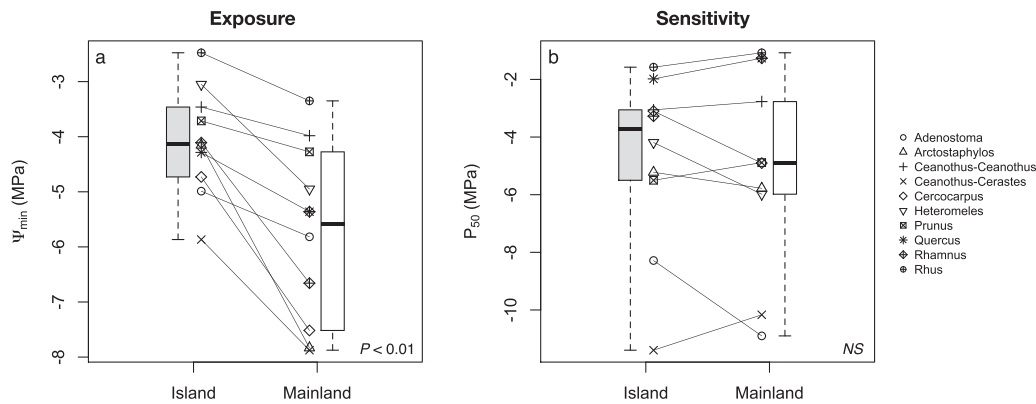 Exposure
Sensitivity
a
b
Ψmin (MPa)
-3
-4
-5
-6
-7
-8
P < 0.01
Island
Mainland
P50 (MPa)
-2
-4
-6
-8
-10
NS
Island
Mainland
Adenostoma
Arctostaphylos
Ceanothus-Ceanothus
Ceanothus-Cerastes
Cercocarpus
Heteromeles
Prunus
Quercus
Rhamnus
Rhus